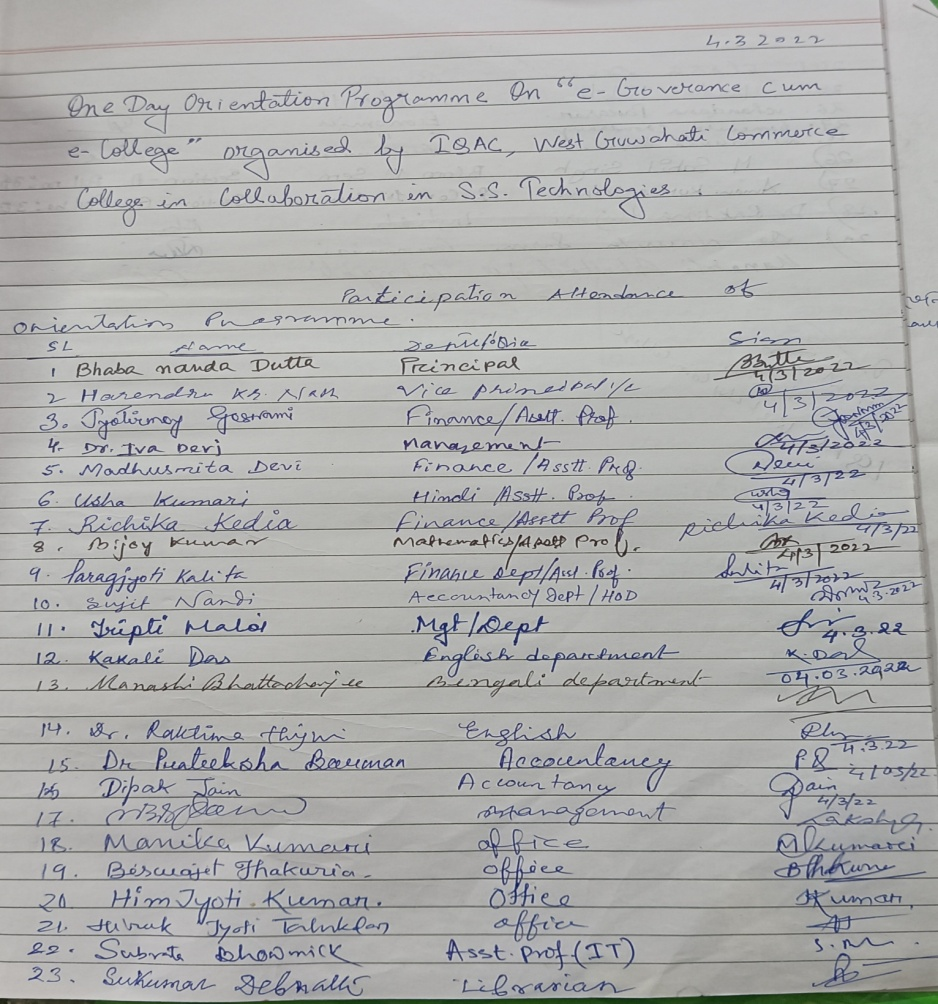 4.3 2022
One Day Orientation Programme On "e-Goverance cum
e-College" organised by IQAC, West Guwahati Commerce
College in Collaboration in S.S. Technologies.
Participation Attendance of
orientation Programme.
SL Name Sign
1 Bhaba nanda Dutta Principal Dutta 4/3/2022
2 Harendra Kr. Nath Vice principal i/c 4/3/2022
3. Jyotirmoy Goswami Finance/Asstt. Prof. 4/3/22
4. Dr. Iva Devi Management 4/3/2022
5. Madhusmita Devi Finance/Asstt. Prof. Devi 4/3/22
6. Usha Kumari Hindi Asstt. Prof. 4/3/22
7. Richika Kedia Finance/Asstt Prof Richika Kedia 4/3/22
8. Bijoy Kumar Mathematics/Asstt Prof. 4/3/2022
9. Paragjyoti Kalita Finance Dept/Asst. Prof. Kalita 4/3/2022
10. Sujit Nandi Accountancy Dept/HOD 4.3.2022
11. Tripti Maloi Mgt/Dept 4.3.22
12. Kakali Das English department K. Das 04.03.2022
13. Manashi Bhattacharjee Bengali department
14. Dr. Raktima English 4.3.22
15. Dr Prateeksha Barman Accountancy PB 4/03/22
16 Dipak Jain Accountancy Jain 4/3/22
17. Management
18. Manika Kumari office MKumari
19. Biswajit Thakuria. office
20. Him Jyoti Kumar. Office Kumar.
21. Jyoti Talukdar office
22. Subrata Bhowmick Asst. Prof (IT)
23. Sukumar Debnath Librarian